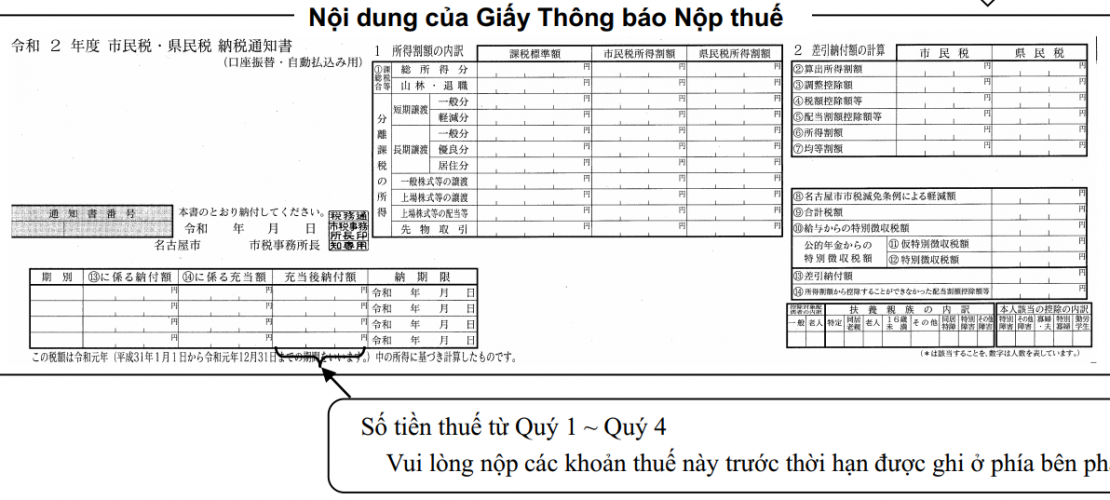 Nội dung của Giấy Thông báo Nộp thuế
令和 2 年度 市民税・県民税 納税通知書
(口座振替・自動払込み用)
通知書番号
本書のとおり納付してください。
令和 年 月 日
名古屋市 市税事務所長
税務通
市税事務
所長印
知専用
1 所得割額の内訳
課税標準額 市民税所得割額 県民税所得割額
①課税総合等
総所得分 円 円 円
山林・退職 円 円 円
分離課税の所得
短期譲渡 一般分 円 円 円
軽減分 円 円 円
長期譲渡 一般分 円 円 円
優良分 円 円 円
居住分 円 円 円
一般株式等の譲渡 円 円 円
上場株式等の譲渡 円 円 円
上場株式等の配当等 円 円 円
先物取引 円 円 円
2 差引納付額の計算
市民税 県民税
②算出所得割額 円 円
③調整控除額 円 円
④税額控除額等 円 円
⑤配当割額控除額等 円 円
⑥所得割額 円 円
⑦均等割額 円 円
⑧名古屋市市税減免条例による軽減額 円
⑨合計税額 円
⑩給与からの特別徴収税額 円
公的年金からの特別徴収税額 ⑪仮特別徴収税額 円
⑫特別徴収税額 円
⑬差引納付額 円
⑭所得割額から控除することができなかった配当割額控除額等 円
扶養親族の内訳 本人該当の控除の内訳
一般 老人 特定 同居老親 老人 16歳未満 その他 同居特障 特別障害 その他障害 特別障害 その他障害 寡婦・夫 特別寡婦 勤労学生
(*は該当することを、数字は人数を表しています。)
期別 ⑬に係る納付額 ⑭に係る充当額 充当後納付額 納期限
円 円 円 令和 年 月 日
円 円 円 令和 年 月 日
円 円 円 令和 年 月 日
円 円 円 令和 年 月 日
この税額は令和元年(平成31年1月1日から令和元年12月31日までの期間をいいます。)中の所得に基づき計算したものです。
Số tiền thuế từ Quý 1 ~ Quý 4
Vui lòng nộp các khoản thuế này trước thời hạn được ghi ở phía bên